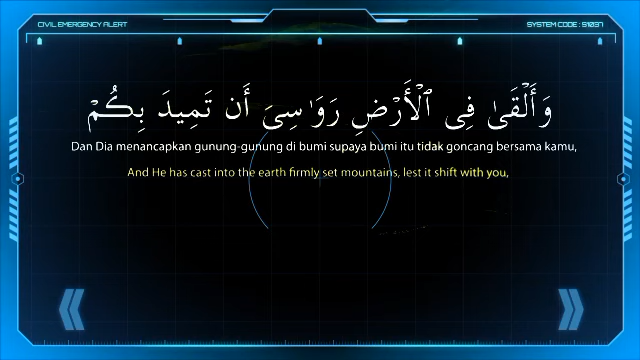 CIVIL EMERGENCY ALERT
SYSTEM CODE : S1037
وَأَلْقَىٰ فِى ٱلْأَرْضِ رَوَٰسِىَ أَن تَمِيدَ بِكُمْ
Dan Dia menancapkan gunung-gunung di bumi supaya bumi itu tidak goncang bersama kamu,
And He has cast into the earth firmly set mountains, lest it shift with you,